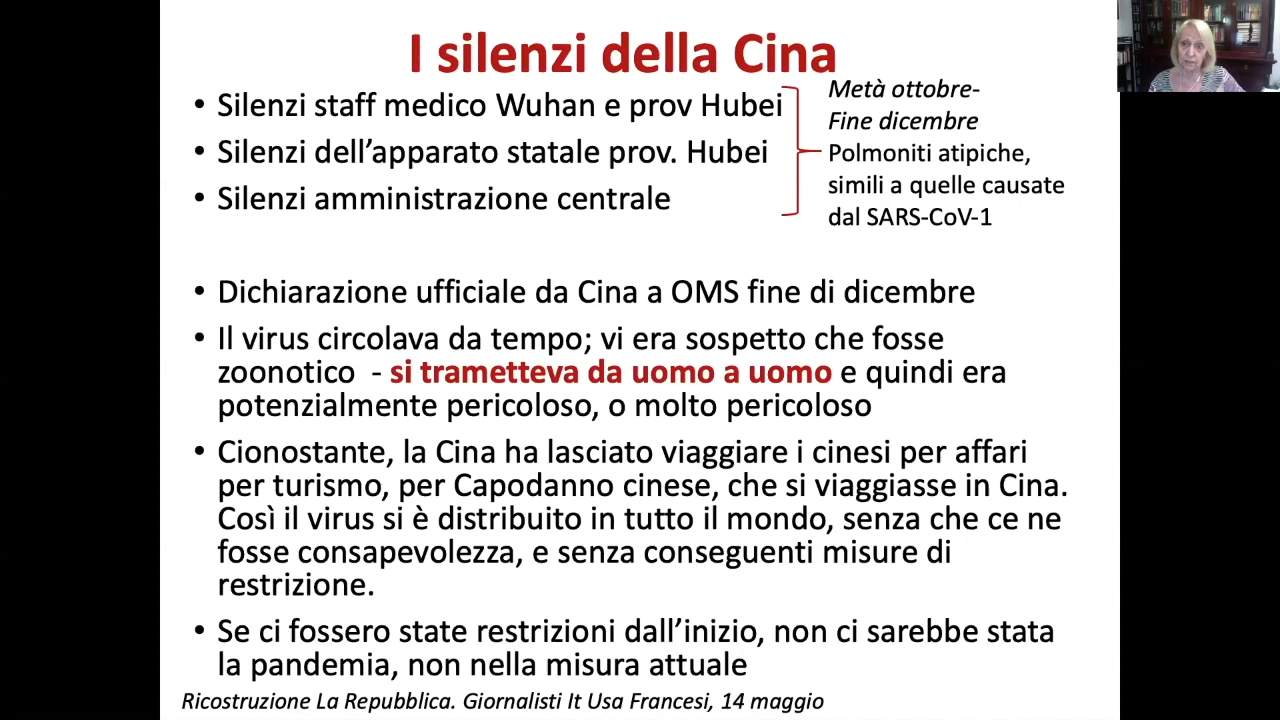 I silenzi della Cina
• Silenzi staff medico Wuhan e prov Hubei
• Silenzi dell’apparato statale prov. Hubei
• Silenzi amministrazione centrale
Metà ottobre-
Fine dicembre
Polmoniti atipiche,
simili a quelle causate
dal SARS-CoV-1
• Dichiarazione ufficiale da Cina a OMS fine di dicembre
• Il virus circolava da tempo; vi era sospetto che fosse
zoonotico - si trametteva da uomo a uomo e quindi era
potenzialmente pericoloso, o molto pericoloso
• Cionostante, la Cina ha lasciato viaggiare i cinesi per affari
per turismo, per Capodanno cinese, che si viaggiasse in Cina.
Così il virus si è distribuito in tutto il mondo, senza che ce ne
fosse consapevolezza, e senza conseguenti misure di
restrizione.
• Se ci fossero state restrizioni dall’inizio, non ci sarebbe stata
la pandemia, non nella misura attuale
Ricostruzione La Repubblica. Giornalisti It Usa Francesi, 14 maggio